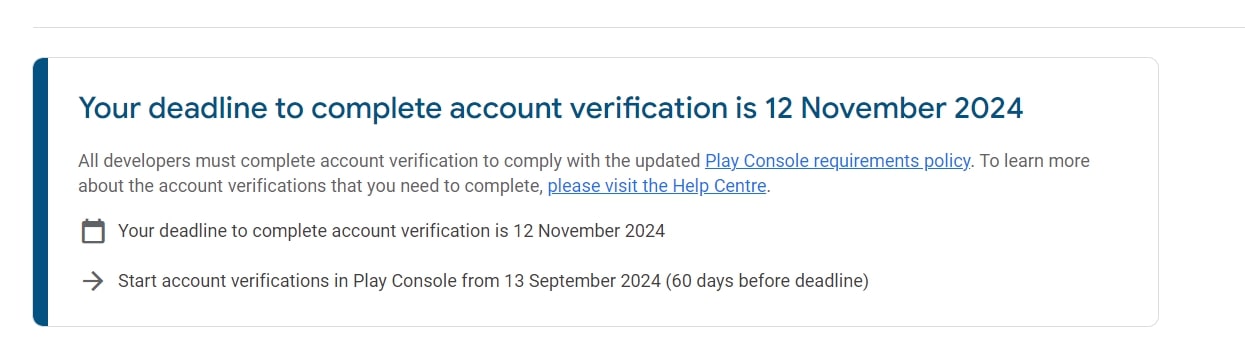 Your deadline to complete account verification is 12 November 2024
All developers must complete account verification to comply with the updated Play Console requirements policy. To learn more
about the account verifications that you need to complete, please visit the Help Centre.
Your deadline to complete account verification is 12 November 2024
Start account verifications in Play Console from 13 September 2024 (60 days before deadline)